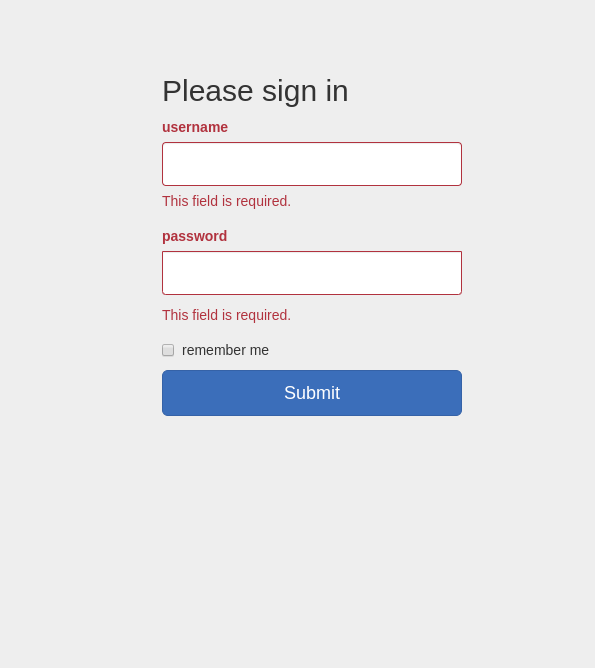 Please sign in
username
This field is required.
password
This field is required.
remember me
Submit